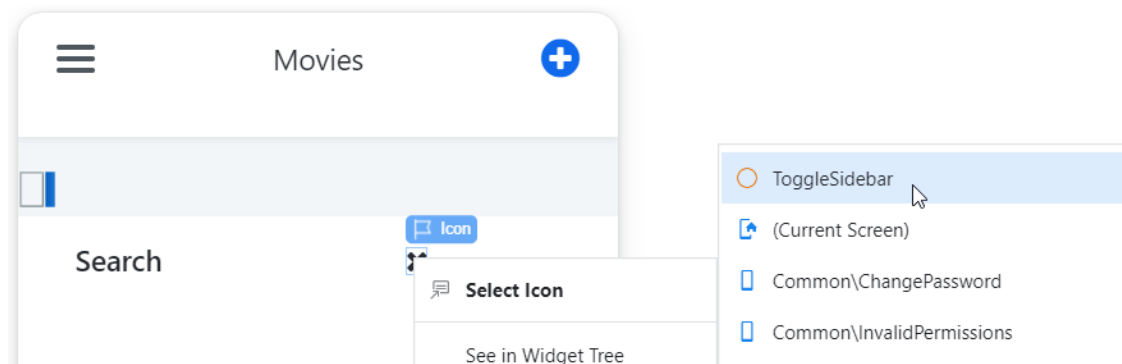 Movies
Icon
Search
Select Icon
See in Widget Tree
ToggleSidebar
(Current Screen)
Common\ChangePassword
Common\InvalidPermissions